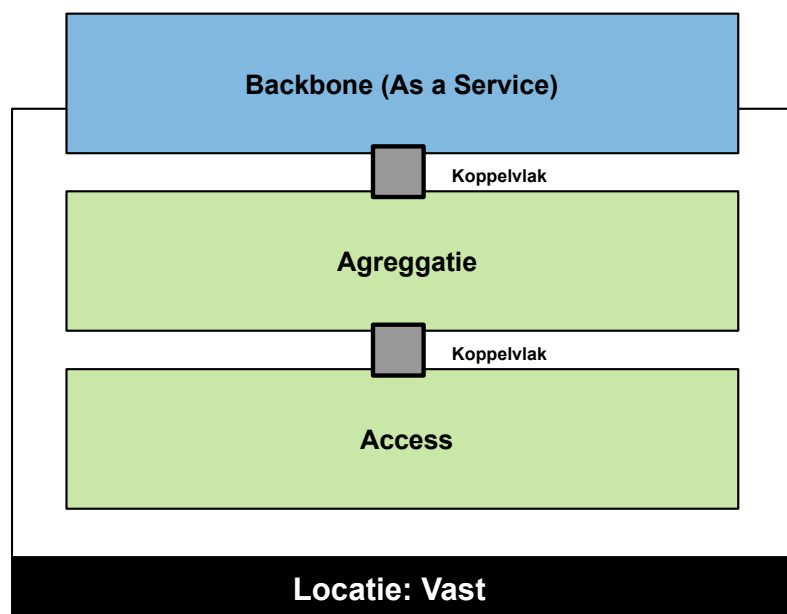 Backbone (As a Service)
Koppelvlak
Agreggatie
Koppelvlak
Access
Locatie: Vast